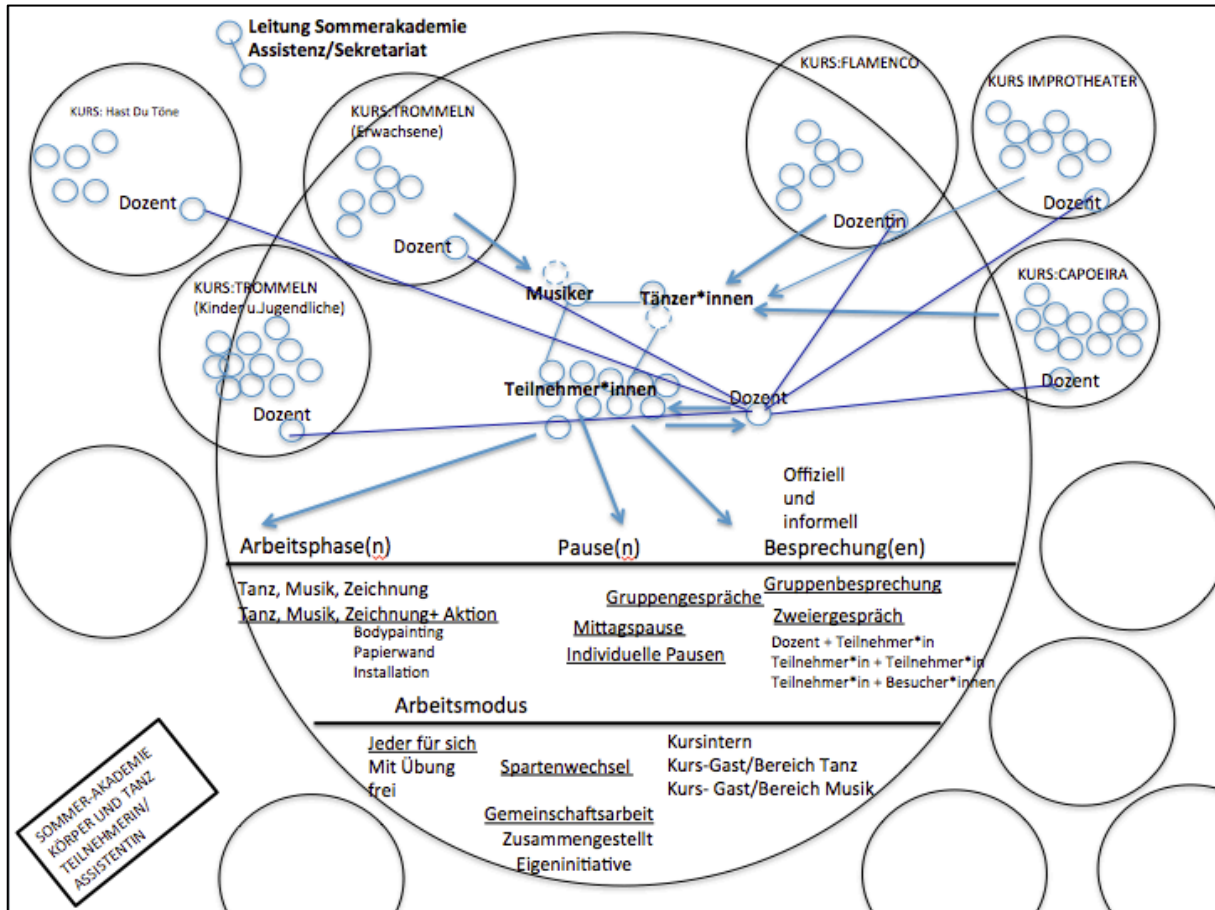 Leitung Sommerakademie
Assistenz/Sekretariat
KURS: Hast Du Töne
Dozent
KURS:TROMMELN
(Erwachsene)
Dozent
KURS:FLAMENCO
Dozentin
KURS IMPROTHEATER
Dozent
KURS:TROMMELN
(Kinder u.Jugendliche)
Dozent
KURS:CAPOEIRA
Dozent
Musiker
Tänzer*innen
Teilnehmer*innen
Dozent
Offiziell
und
informell
Arbeitsphase(n)
Pause(n)
Besprechung(en)
Tanz, Musik, Zeichnung
Tanz, Musik, Zeichnung+ Aktion
Bodypainting
Papierwand
Installation
Gruppengespräche
Mittagspause
Individuelle Pausen
Gruppenbesprechung
Zweiergespräch
Dozent + Teilnehmer*in
Teilnehmer*in + Teilnehmer*in
Teilnehmer*in + Besucher*innen
Arbeitsmodus
Jeder für sich
Mit Übung
frei
Spartenwechsel
Gemeinschaftsarbeit
Zusammengestellt
Eigeninitiative
Kursintern
Kurs-Gast/Bereich Tanz
Kurs- Gast/Bereich Musik
SOMMER-AKADEMIE
KÖRPER UND TANZ
TEILNEHMERIN/
ASSISTENTIN